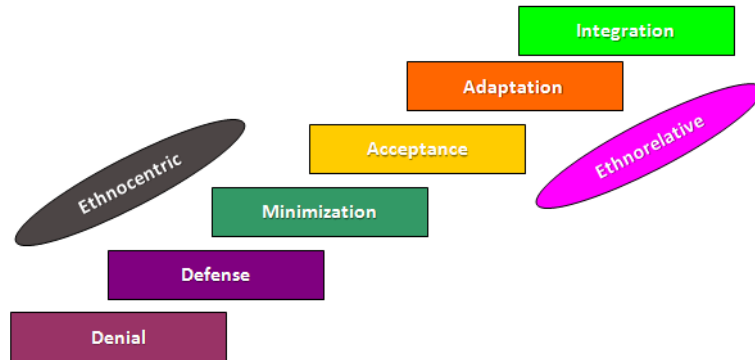 Integration
Adaptation
Ethnorelative
Acceptance
Ethnocentric
Minimization
Defense
Denial